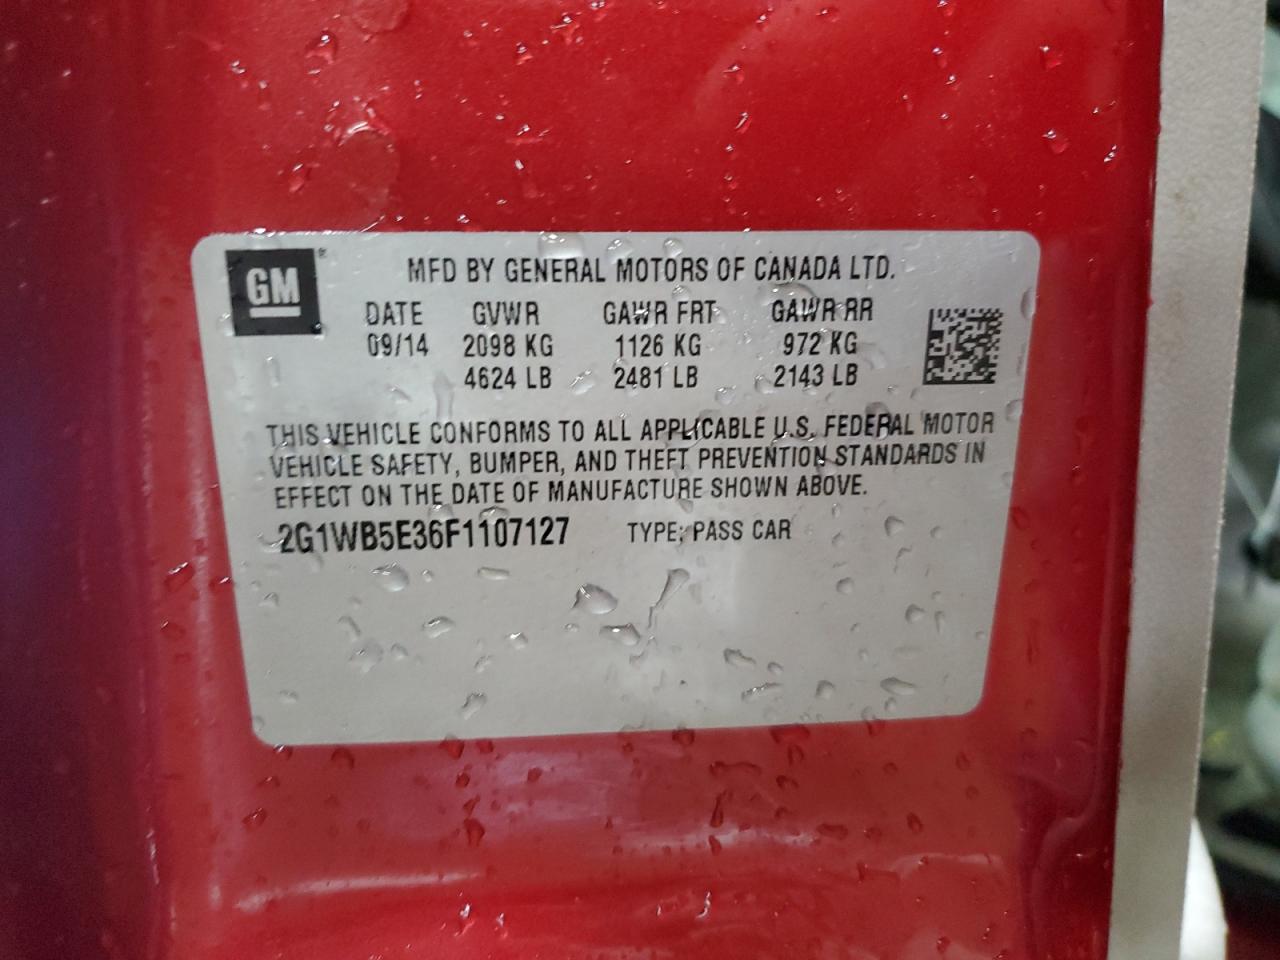 GM ®
MFD BY GENERAL MOTORS OF CANADA LTD.
DATE GVWR GAWR FRT GAWR RR
09/14 2098 KG 1126 KG 972 KG
4624 LB 2481 LB 2143 LB
THIS VEHICLE CONFORMS TO ALL APPLICABLE U.S. FEDERAL MOTOR
VEHICLE SAFETY, BUMPER, AND THEFT PREVENTION STANDARDS IN
EFFECT ON THE DATE OF MANUFACTURE SHOWN ABOVE.
2G1WB5E36F1107127 TYPE: PASS CAR